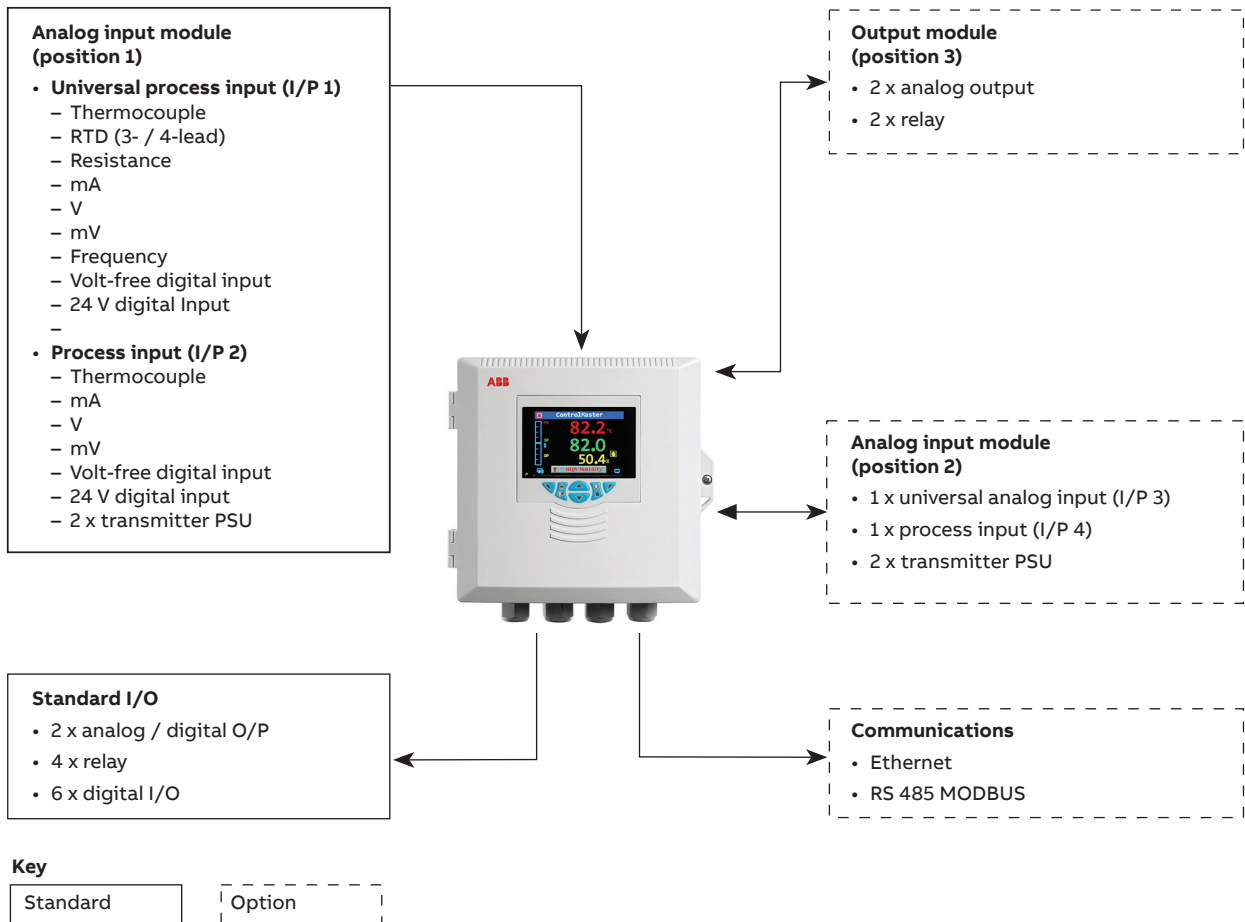 Analog input module
(position 1)
• Universal process input (I/P 1)
– Thermocouple
– RTD (3- / 4-lead)
– Resistance
– mA
– V
– mV
– Frequency
– Volt-free digital input
– 24 V digital Input
–
• Process input (I/P 2)
– Thermocouple
– mA
– V
– mV
– Volt-free digital input
– 24 V digital input
– 2 x transmitter PSU
Output module
(position 3)
• 2 x analog output
• 2 x relay
ABB
ControlMaster
82.2 °C
82.0
50.4
High Humidity
Analog input module
(position 2)
• 1 x universal analog input (I/P 3)
• 1 x process input (I/P 4)
• 2 x transmitter PSU
Standard I/O
• 2 x analog / digital O/P
• 4 x relay
• 6 x digital I/O
Communications
• Ethernet
• RS 485 MODBUS
Key
Standard
Option